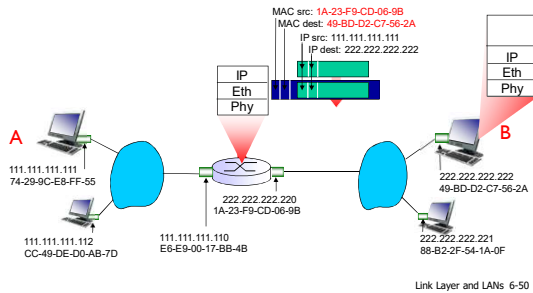 MAC src: 1A-23-F9-CD-06-9B
MAC dest: 49-BD-D2-C7-56-2A
IP src: 111.111.111.111
IP dest: 222.222.222.222
IP
Eth
Phy
IP
Eth
Phy
A
B
111.111.111.111
74-29-9C-E8-FF-55
111.111.111.112
CC-49-DE-D0-AB-7D
111.111.111.110
E6-E9-00-17-BB-4B
222.222.222.220
1A-23-F9-CD-06-9B
222.222.222.222
49-BD-D2-C7-56-2A
222.222.222.221
88-B2-2F-54-1A-0F
Link Layer and LANs 6-50